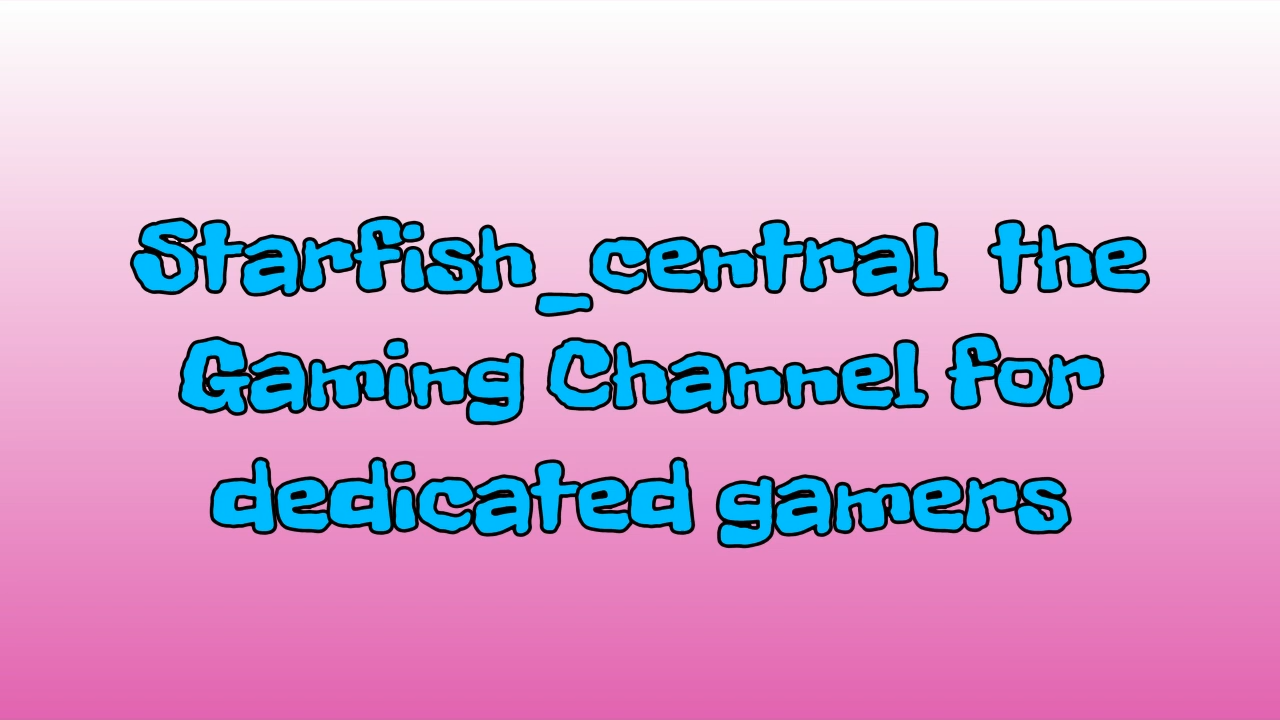 Starfish_central  the
Gaming Channel for
dedicated gamers